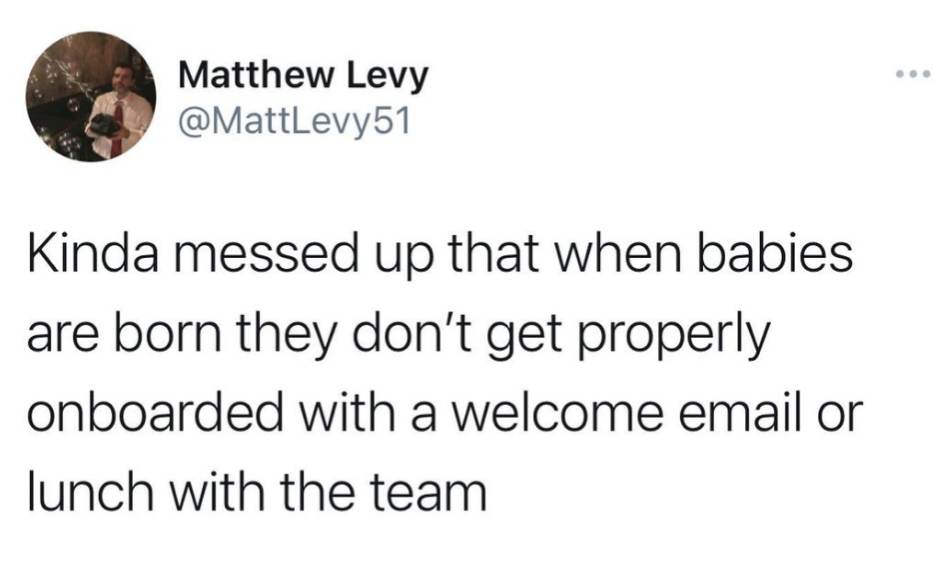 Matthew Levy
@MattLevy51
Kinda messed up that when babies
are born they don’t get properly
onboarded with a welcome email or
lunch with the team